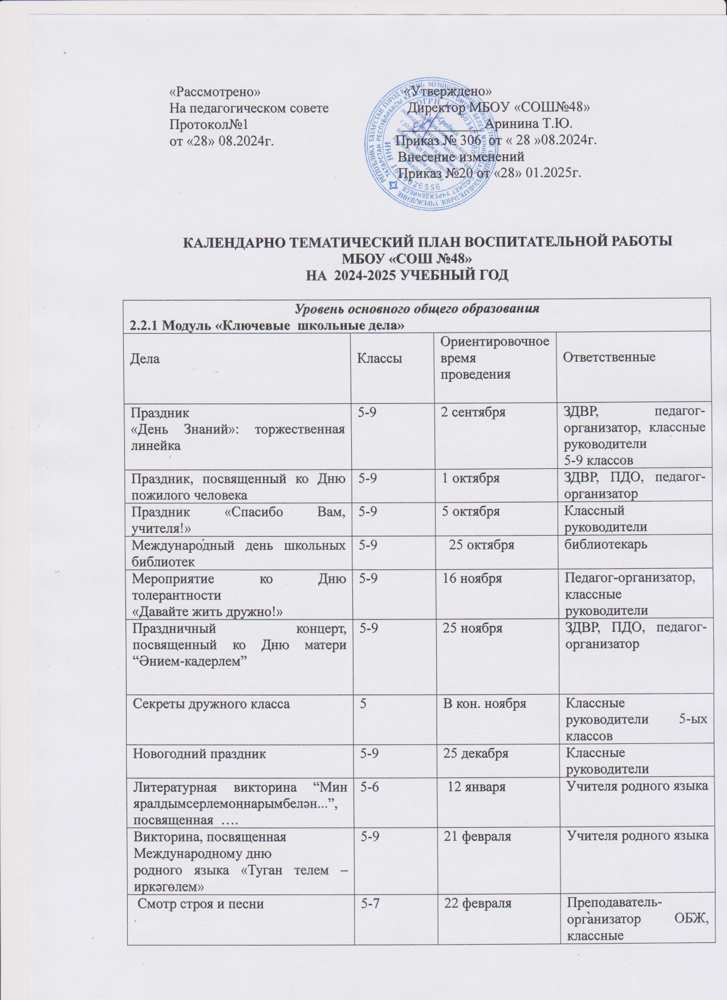 «Рассмотрено»
На педагогическом совете
Протокол№1
от «28» 08.2024г.
«Утверждено»
Директор МБОУ «СОШ№48»
Аринина Т.Ю.
Приказ № 306 от « 28 »08.2024г.
Внесение изменений
Приказ №20 от «28» 01.2025г.
КАЛЕНДАРНО ТЕМАТИЧЕСКИЙ ПЛАН ВОСПИТАТЕЛЬНОЙ РАБОТЫ
МБОУ «СОШ №48»
НА 2024-2025 УЧЕБНЫЙ ГОД
Уровень основного общего образования
2.2.1 Модуль «Ключевые школьные дела»
Дела
Классы
Ориентировочное
время
проведения
Ответственные
Праздник
«День Знаний»: торжественная
линейка
5-9
2 сентября
ЗДВР, педагог-
организатор, классные
руководители
5-9 классов
Праздник, посвященный ко Дню
пожилого человека
5-9
1 октября
ЗДВР, ПДО, педагог-
организатор
Праздник «Спасибо Вам,
учителя!»
5-9
5 октября
Классный
руководители
Международный день школьных
библиотек
5-9
25 октября
библиотекарь
Мероприятие ко Дню
толерантности
«Давайте жить дружно!»
5-9
16 ноября
Педагог-организатор,
классные
руководители
Праздничный концерт,
посвященный ко Дню матери
“Әнием-кадерлем”
5-9
25 ноября
ЗДВР, ПДО, педагог-
организатор
Секреты дружного класса
5
В кон. ноября
Классные
руководители 5-ых
классов
Новогодний праздник
5-9
25 декабря
Классные
руководители
Литературная викторина “Мин
яралдымсерлемоңнарымбелән...”,
посвященная ….
5-6
12 января
Учителя родного языка
Викторина, посвященная
Международному дню
родного языка «Туган телем –
иркәгөлем»
5-9
21 февраля
Учителя родного языка
Смотр строя и песни
5-7
22 февраля
Преподаватель-
организатор ОБЖ,
классные